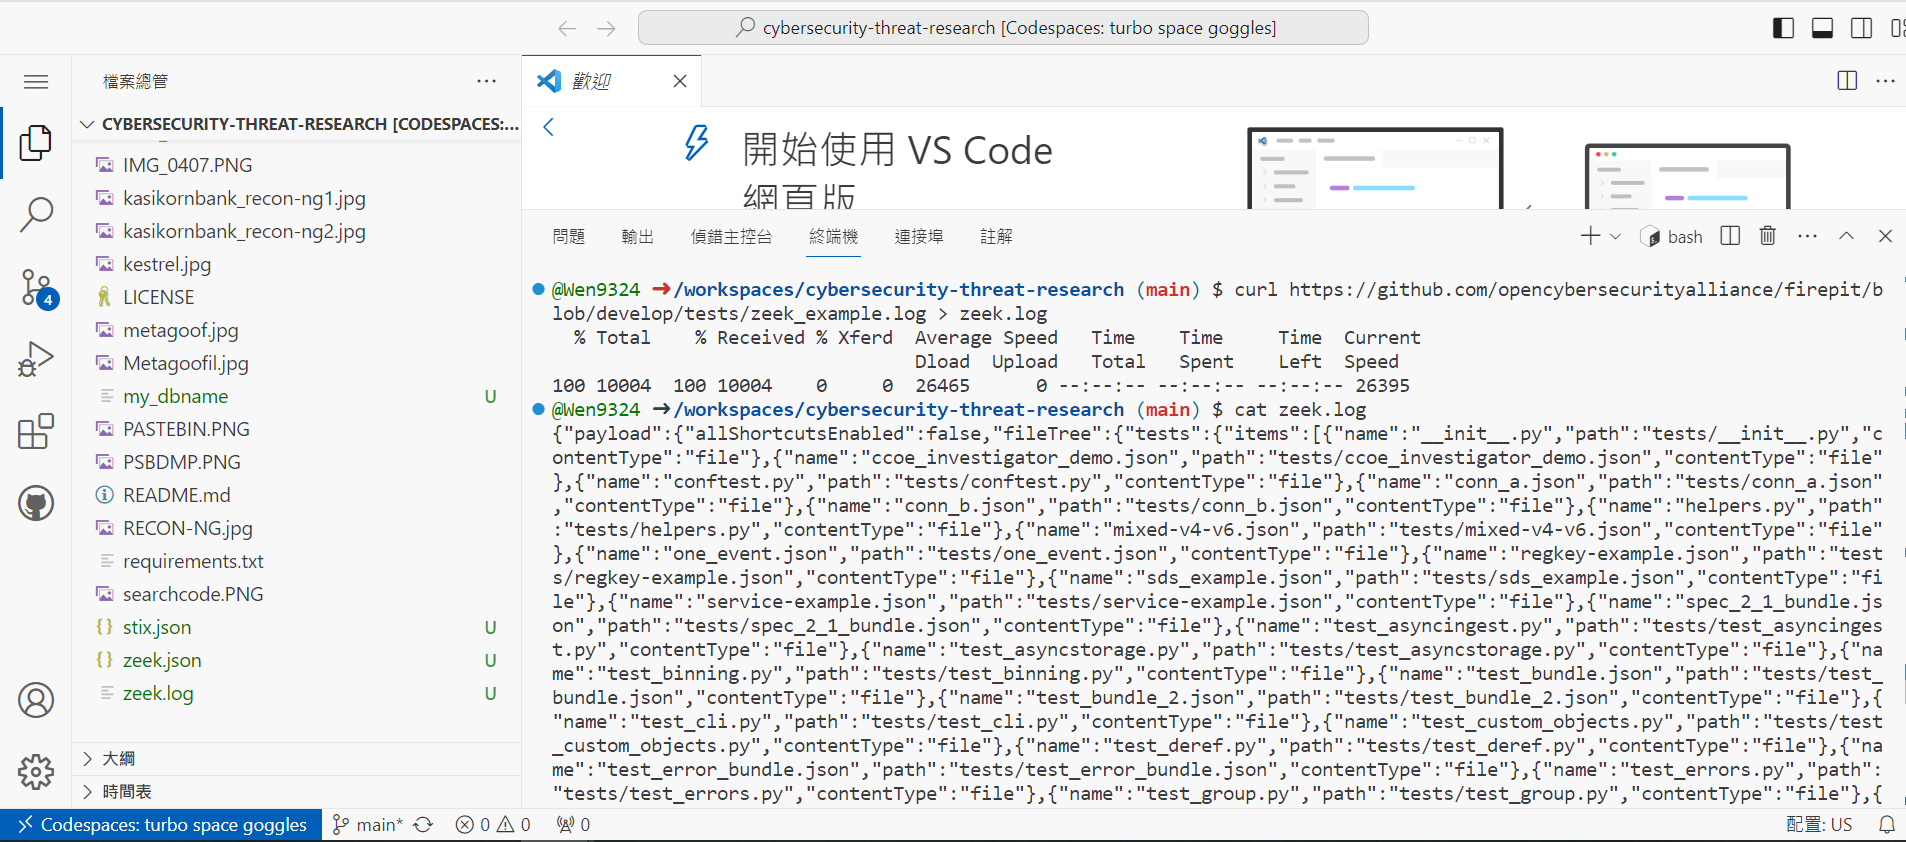 cybersecurity-threat-research [Codespaces: turbo space goggles]
檔案總管
CYBERSECURITY-THREAT-RESEARCH [CODESPACES:...
IMG_0407.PNG
kasikornbank_recon-ng1.jpg
kasikornbank_recon-ng2.jpg
kestrel.jpg
LICENSE
metagoof.jpg
Metagoofil.jpg
my_dbname U
PASTEBIN.PNG
PSBDMP.PNG
README.md
RECON-NG.jpg
requirements.txt
searchcode.PNG
stix.json U
zeek.json U
zeek.log U
大綱
時間表
4
歡迎
開始使用 VS Code
網頁版
問題 輸出 偵錯主控台 終端機 連接埠 註解
bash
@Wen9324 ➜/workspaces/cybersecurity-threat-research (main) $ curl https://github.com/opencybersecurityalliance/firepit/b
lob/develop/tests/zeek_example.log > zeek.log
% Total % Received % Xferd Average Speed Time Time Time Current
Dload Upload Total Spent Left Speed
100 10004 100 10004 0 0 26465 0 --:--:-- --:--:-- --:--:-- 26395
@Wen9324 ➜/workspaces/cybersecurity-threat-research (main) $ cat zeek.log
{"payload":{"allShortcutsEnabled":false,"fileTree":{"tests":{"items":[{"name":"__init__.py","path":"tests/__init__.py","c
ontentType":"file"},{"name":"ccoe_investigator_demo.json","path":"tests/ccoe_investigator_demo.json","contentType":"file"
},{"name":"conftest.py","path":"tests/conftest.py","contentType":"file"},{"name":"conn_a.json","path":"tests/conn_a.json"
,"contentType":"file"},{"name":"conn_b.json","path":"tests/conn_b.json","contentType":"file"},{"name":"helpers.py","path"
:"tests/helpers.py","contentType":"file"},{"name":"mixed-v4-v6.json","path":"tests/mixed-v4-v6.json","contentType":"file"
},{"name":"one_event.json","path":"tests/one_event.json","contentType":"file"},{"name":"regkey-example.json","path":"test
s/regkey-example.json","contentType":"file"},{"name":"sds_example.json","path":"tests/sds_example.json","contentType":"fi
le"},{"name":"service-example.json","path":"tests/service-example.json","contentType":"file"},{"name":"spec_2_1_bundle.js
on","path":"tests/spec_2_1_bundle.json","contentType":"file"},{"name":"test_asyncingest.py","path":"tests/test_asyncinges
t.py","contentType":"file"},{"name":"test_asyncstorage.py","path":"tests/test_asyncstorage.py","contentType":"file"},{"na
me":"test_binning.py","path":"tests/test_binning.py","contentType":"file"},{"name":"test_bundle.json","path":"tests/test_
bundle.json","contentType":"file"},{"name":"test_bundle_2.json","path":"tests/test_bundle_2.json","contentType":"file"},{
"name":"test_cli.py","path":"tests/test_cli.py","contentType":"file"},{"name":"test_custom_objects.py","path":"tests/test
_custom_objects.py","contentType":"file"},{"name":"test_deref.py","path":"tests/test_deref.py","contentType":"file"},{"na
me":"test_error_bundle.json","path":"tests/test_error_bundle.json","contentType":"file"},{"name":"test_errors.py","path":
"tests/test_errors.py","contentType":"file"},{"name":"test_group.py","path":"tests/test_group.py","contentType":"file"},{
Codespaces: turbo space goggles main* 0 0 0 配置: US